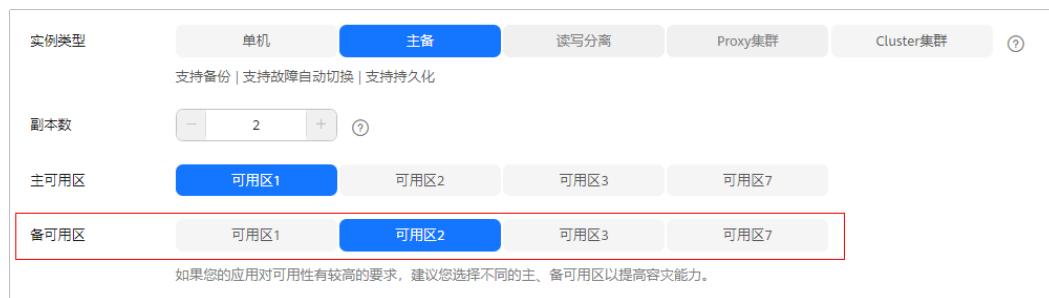 实例类型 单机 主备 读写分离 Proxy集群 Cluster集群 ?
支持备份 | 支持故障自动切换 | 支持持久化
副本数 − 2 + ?
主可用区 可用区1 可用区2 可用区3 可用区7
备可用区 可用区1 可用区2 可用区3 可用区7
如果您的应用对可用性有较高的要求，建议您选择不同的主、备可用区以提高容灾能力。